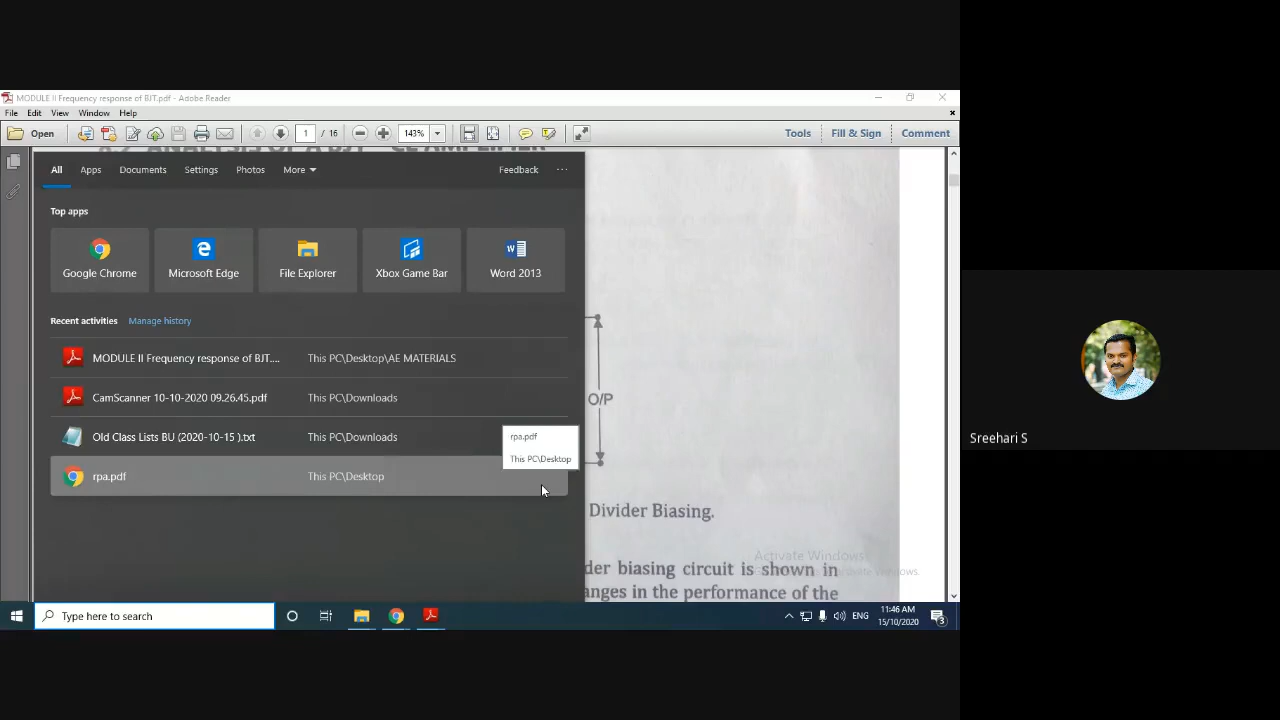 MODULE II Frequency response of BJT.pdf - Adobe Reader
File Edit View Window Help
Open 1 / 16 143% Tools Fill & Sign Comment
ANALYSIS OF A BJT CE AMPLIFIER
All Apps Documents Settings Photos More Feedback ...
Top apps
Google Chrome Microsoft Edge File Explorer Xbox Game Bar Word 2013
Recent activities Manage history
MODULE II Frequency response of BJT.... This PC\Desktop\AE MATERIALS
CamScanner 10-10-2020 09.26.45.pdf This PC\Downloads
Old Class Lists BU (2020-10-15 ).txt This PC\Downloads
rpa.pdf This PC\Desktop
rpa.pdf
This PC\Desktop
O/P
Divider Biasing.
Activate Windows
der biasing circuit is shown in
anges in the performance of the
Type here to search
ENG
11:46 AM
15/10/2020
3
Sreehari S